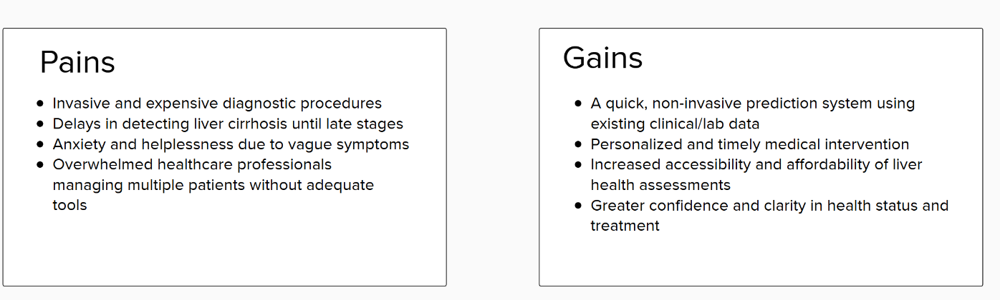 Pains
• Invasive and expensive diagnostic procedures
• Delays in detecting liver cirrhosis until late stages
• Anxiety and helplessness due to vague symptoms
• Overwhelmed healthcare professionals
managing multiple patients without adequate
tools
Gains
• A quick, non-invasive prediction system using
existing clinical/lab data
• Personalized and timely medical intervention
• Increased accessibility and affordability of liver
health assessments
• Greater confidence and clarity in health status and
treatment